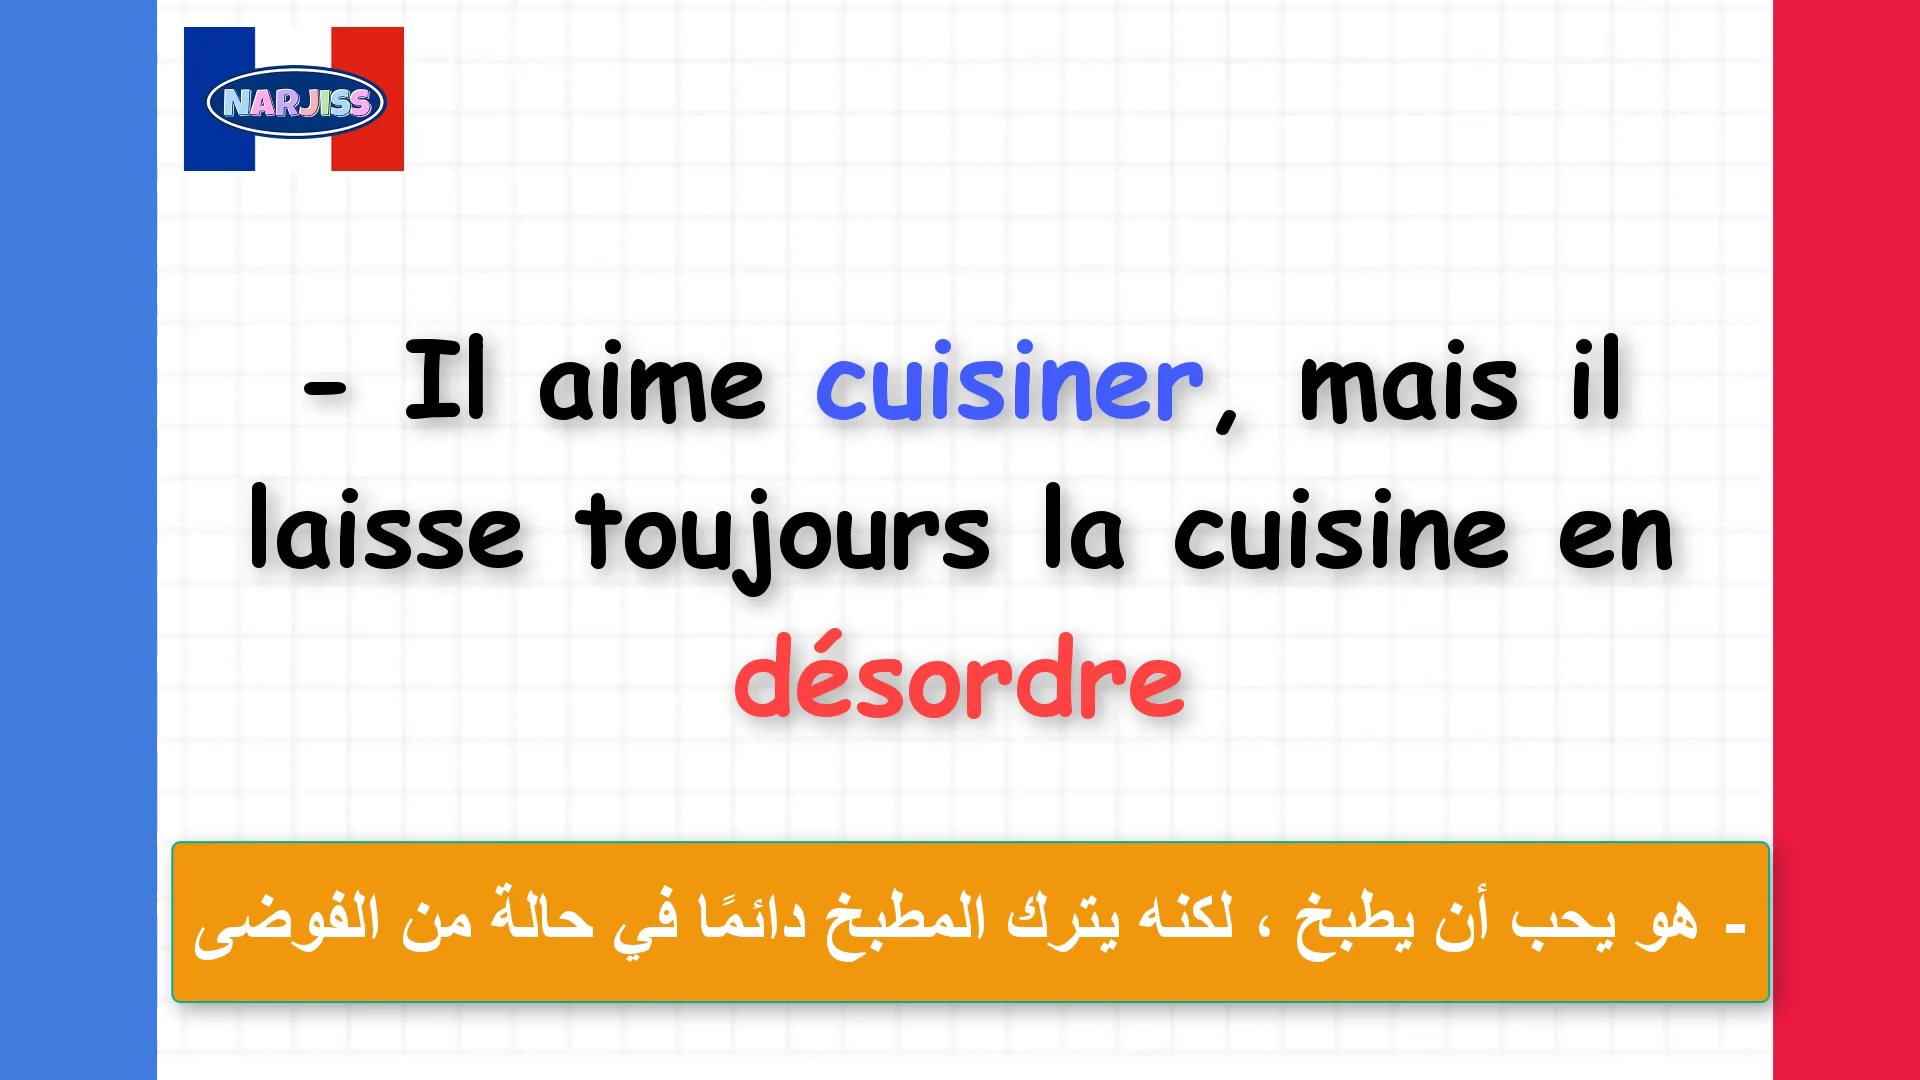 NARJISS
- Il aime cuisiner, mais il
laisse toujours la cuisine en
désordre
- هو يحب أن يطبخ ، لكنه يترك المطبخ دائمًا في حالة من الفوضى